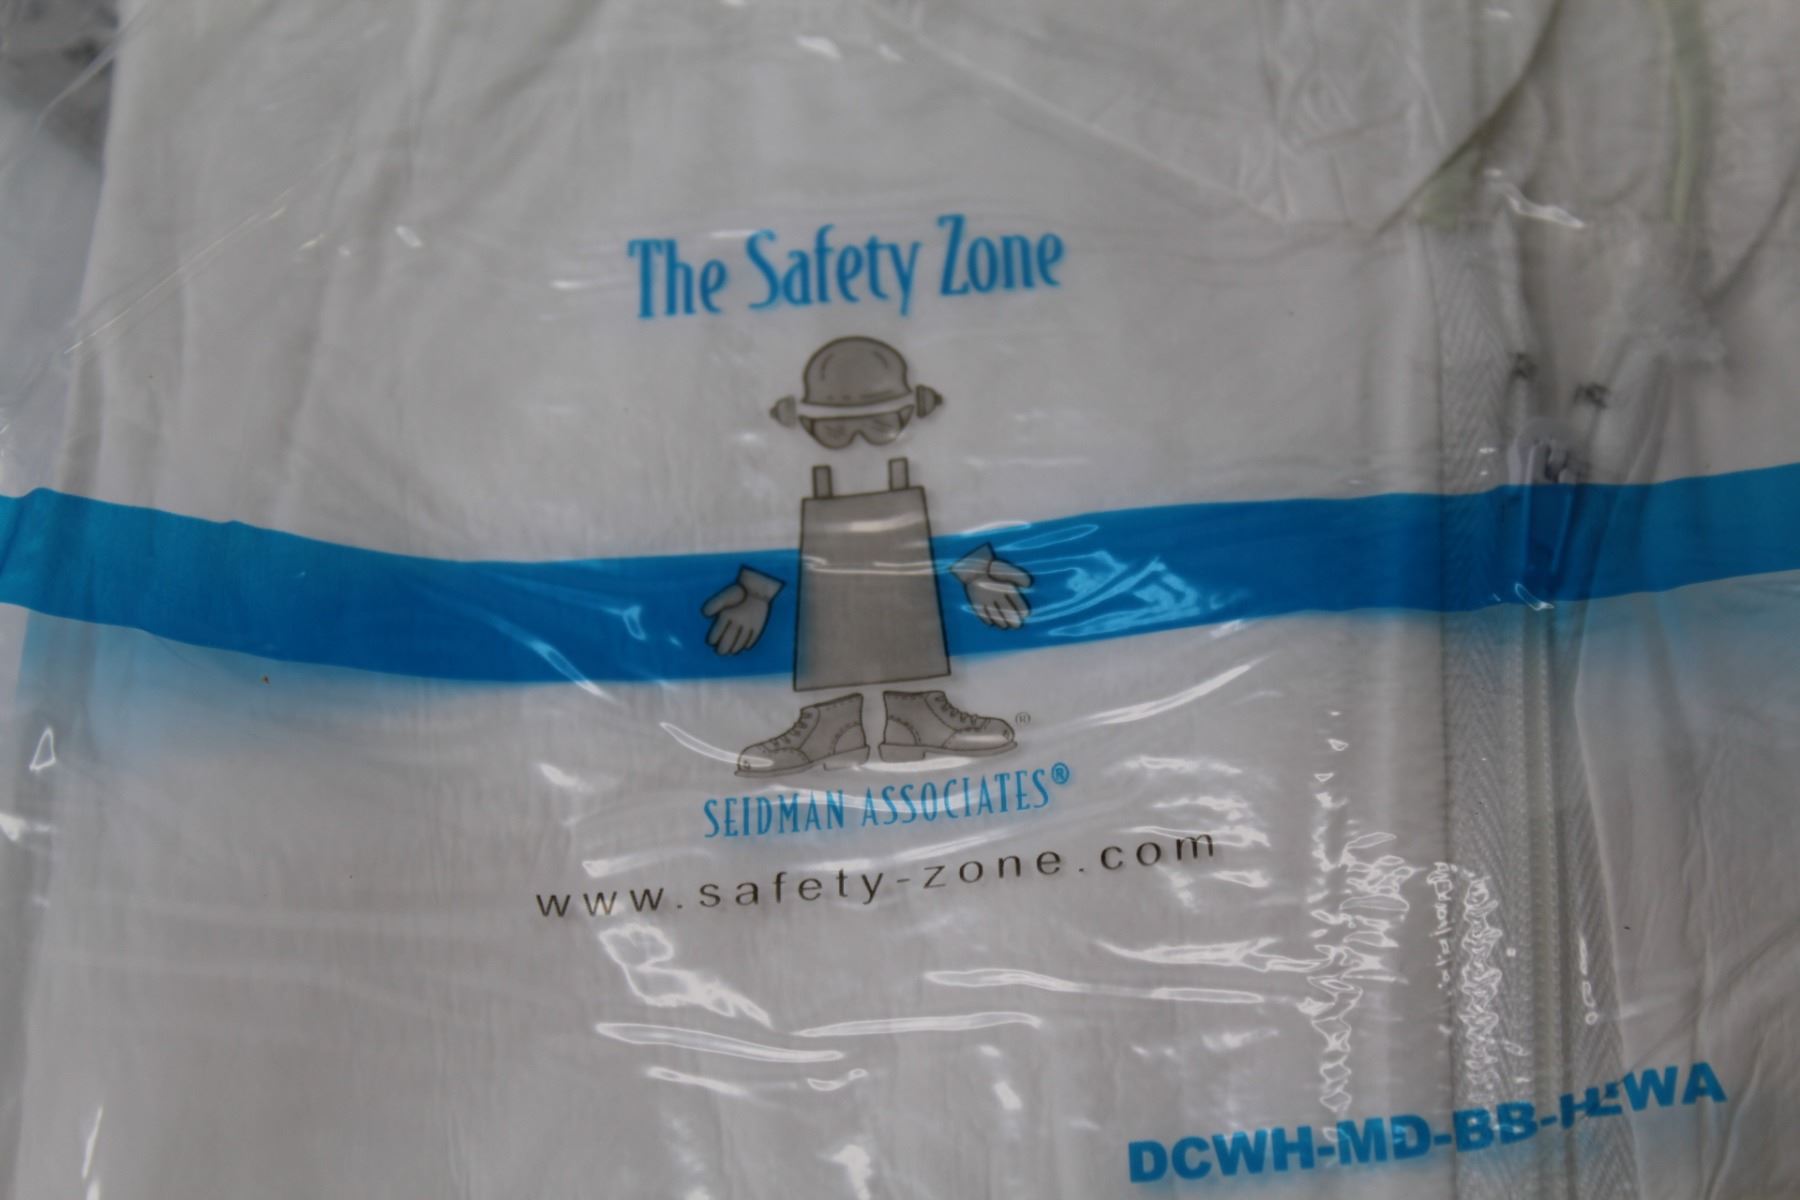 The Safety Zone
®
SEIDMAN ASSOCIATES®
www.safety-zone.com